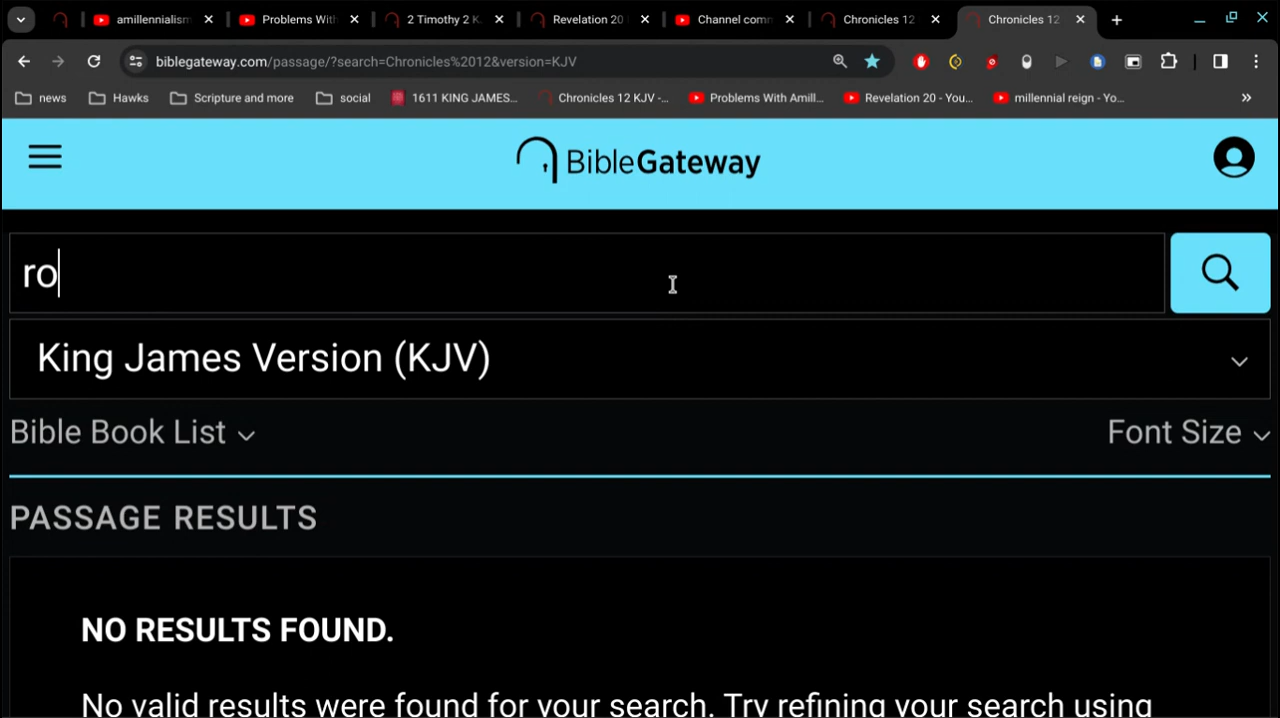 amillennialism
Problems With
2 Timothy 2 K
Revelation 20
Channel comm
Chronicles 12
Chronicles 12
biblegateway.com/passage/?search=Chronicles%2012&version=KJV
news
Hawks
Scripture and more
social
1611 KING JAMES...
Chronicles 12 KJV -...
Problems With Amill...
Revelation 20 - You...
millennial reign - Yo...
»
BibleGateway
ro
King James Version (KJV)
Bible Book List
Font Size
PASSAGE RESULTS
NO RESULTS FOUND.
No valid results were found for your search. Try refining your search using